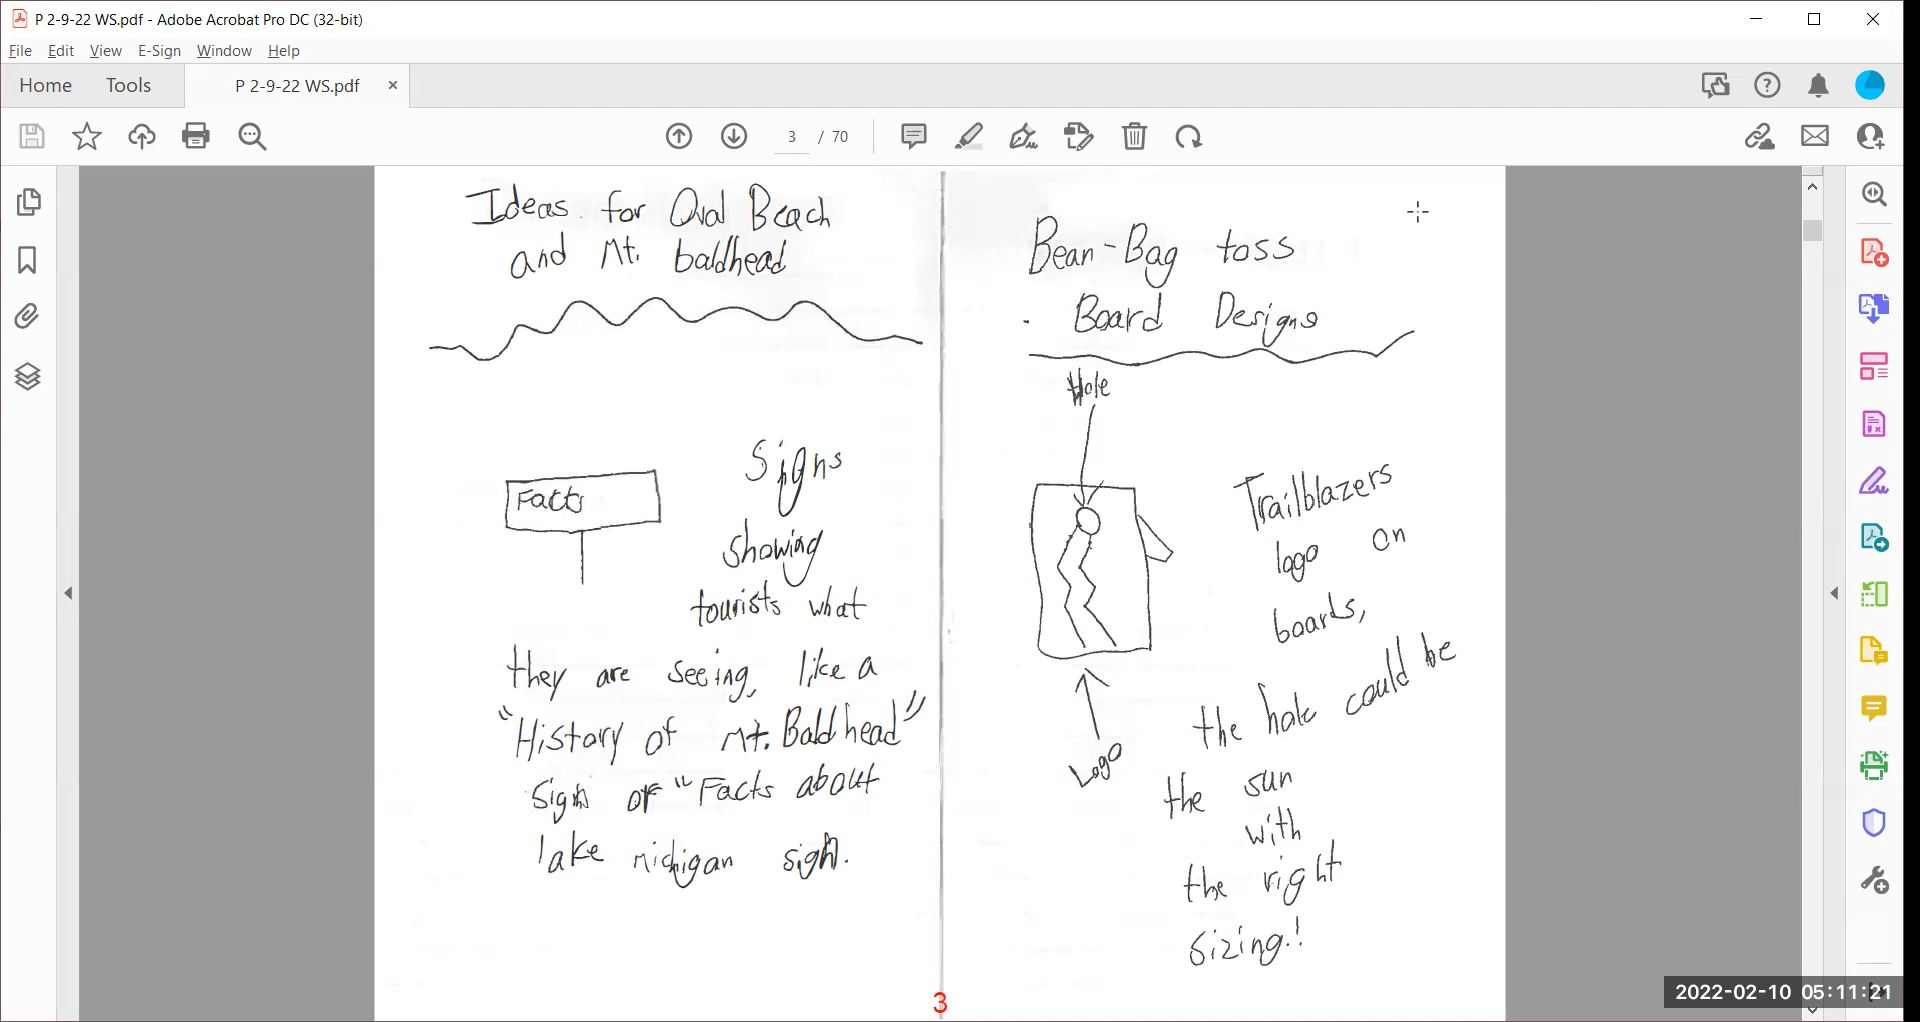 P 2-9-22 WS.pdf - Adobe Acrobat Pro DC (32-bit)
File Edit View E-Sign Window Help
Home Tools P 2-9-22 WS.pdf ×
3 / 70
Ideas for Oval Beach
and Mt. baldhead
Facts
Signs
showing
tourists what
they are seeing, like a
"History of Mt. Baldhead"
sign or "Facts about
lake michigan sign.
Bean-Bag toss
Board Designs
Hole
Logo
Trailblazers
logo on
boards,
the hole could be
the sun
with
the right
sizing!
3
2022-02-10 05:11:21